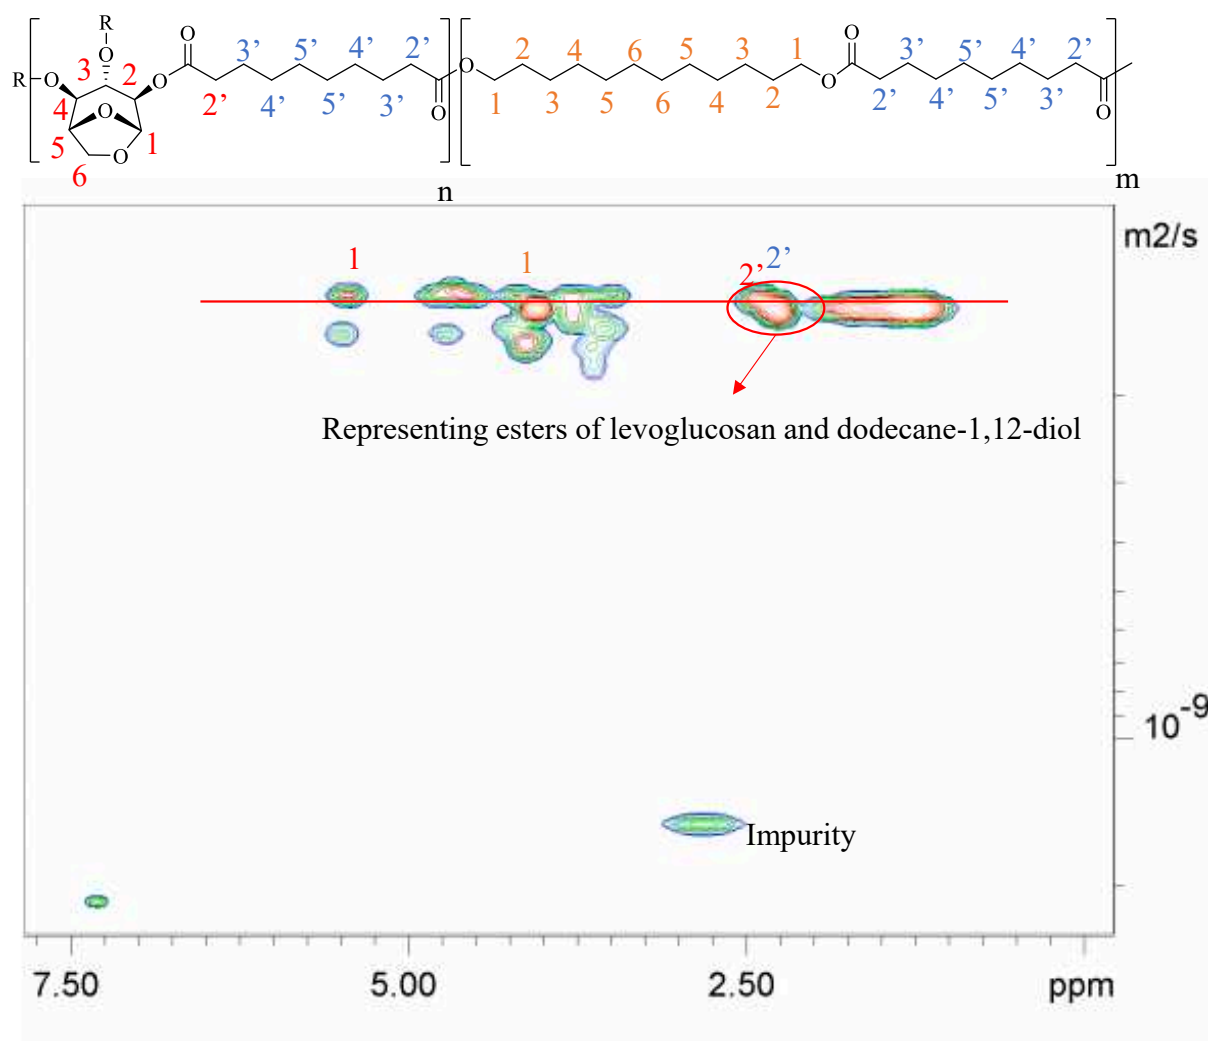 R
O
R O 3 2 O O 3’ 5’ 4’ 2’ O 2 4 6 5 3 1 O 3’ 5’ 4’ 2’
4 O 2’ 4’ 5’ 3’ O 1 3 5 6 4 2 O 2’ 4’ 5’ 3’ O
5 O 1
6
n m
m2/s
1 1 2’ 2’
Representing esters of levoglucosan and dodecane-1,12-diol
10-9
Impurity
7.50 5.00 2.50 ppm